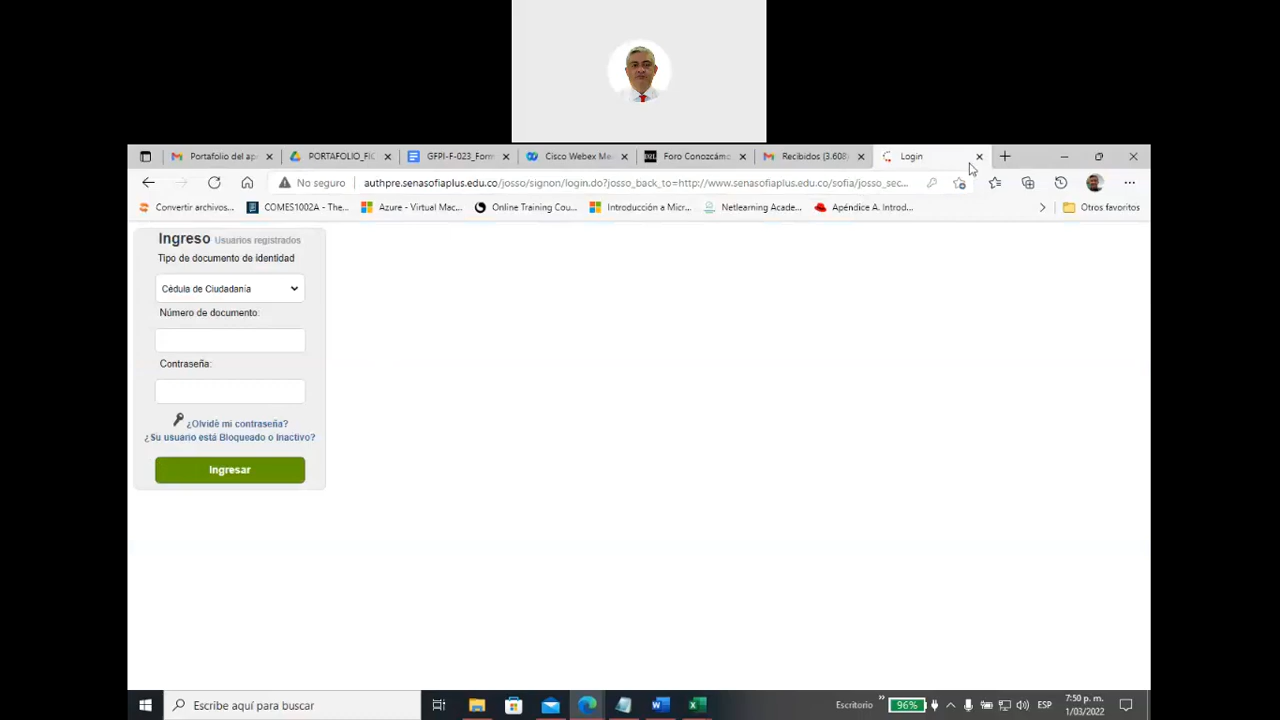 Portafolio del ap
PORTAFOLIO_FIC
GFPI-F-023_Form
Cisco Webex Me
Foro Conozcám
Recibidos (3.608)
Login
No seguro
authpre.senasofiaplus.edu.co/josso/signon/login.do?josso_back_to=http://www.senasofiaplus.edu.co/sofia/josso_sec...
Convertir archivos...
COMES1002A - The...
Azure - Virtual Mac...
Online Training Cou...
Introducción a Micr...
Netlearning Acade...
Apéndice A. Introd...
Otros favoritos
Ingreso Usuarios registrados
Tipo de documento de identidad
Cédula de Ciudadanía
Número de documento:
Contraseña:
¿Olvidé mi contraseña?
¿Su usuario está Bloqueado o Inactivo?
Ingresar
Escribe aquí para buscar
Escritorio
96%
ESP
7:50 p. m.
1/03/2022